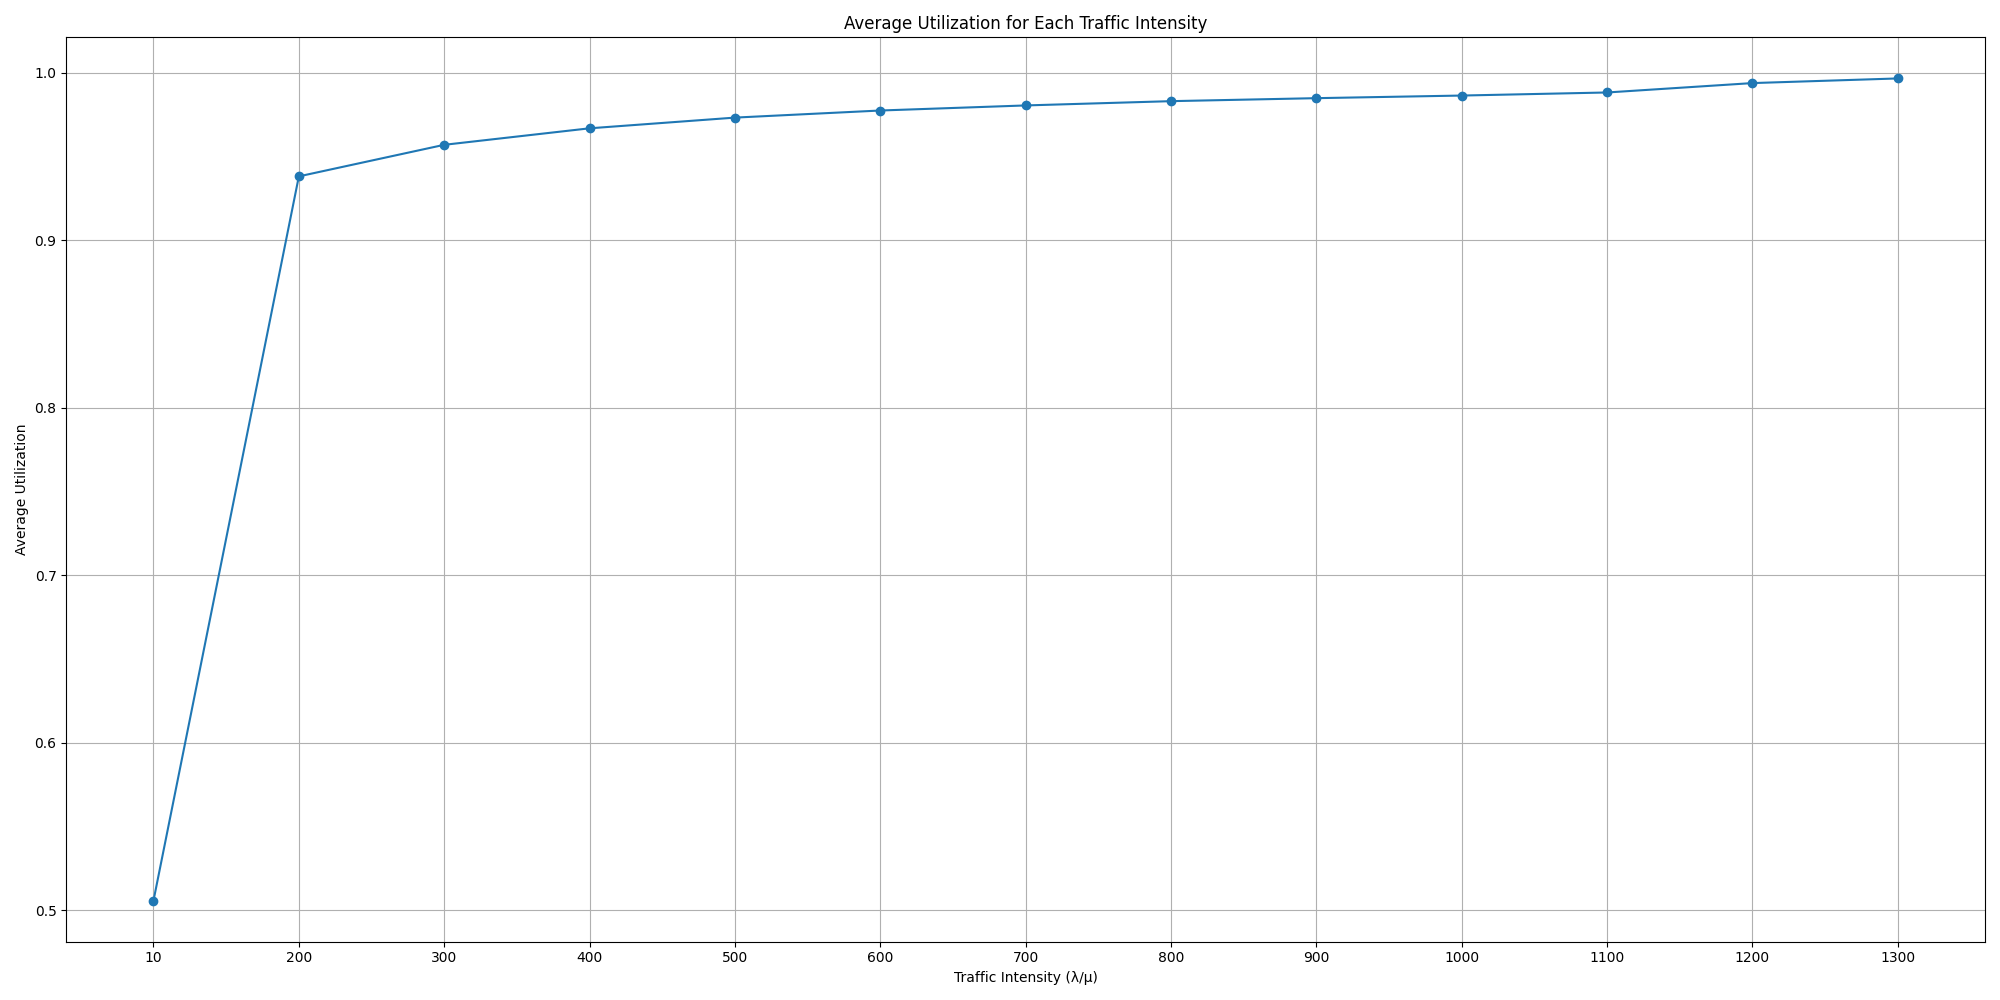 Average Utilization for Each Traffic Intensity
1.0
0.9
0.8
0.7
0.6
0.5
Average Utilization
10 200 300 400 500 600 700 800 900 1000 1100 1200 1300
Traffic Intensity (λ/μ)